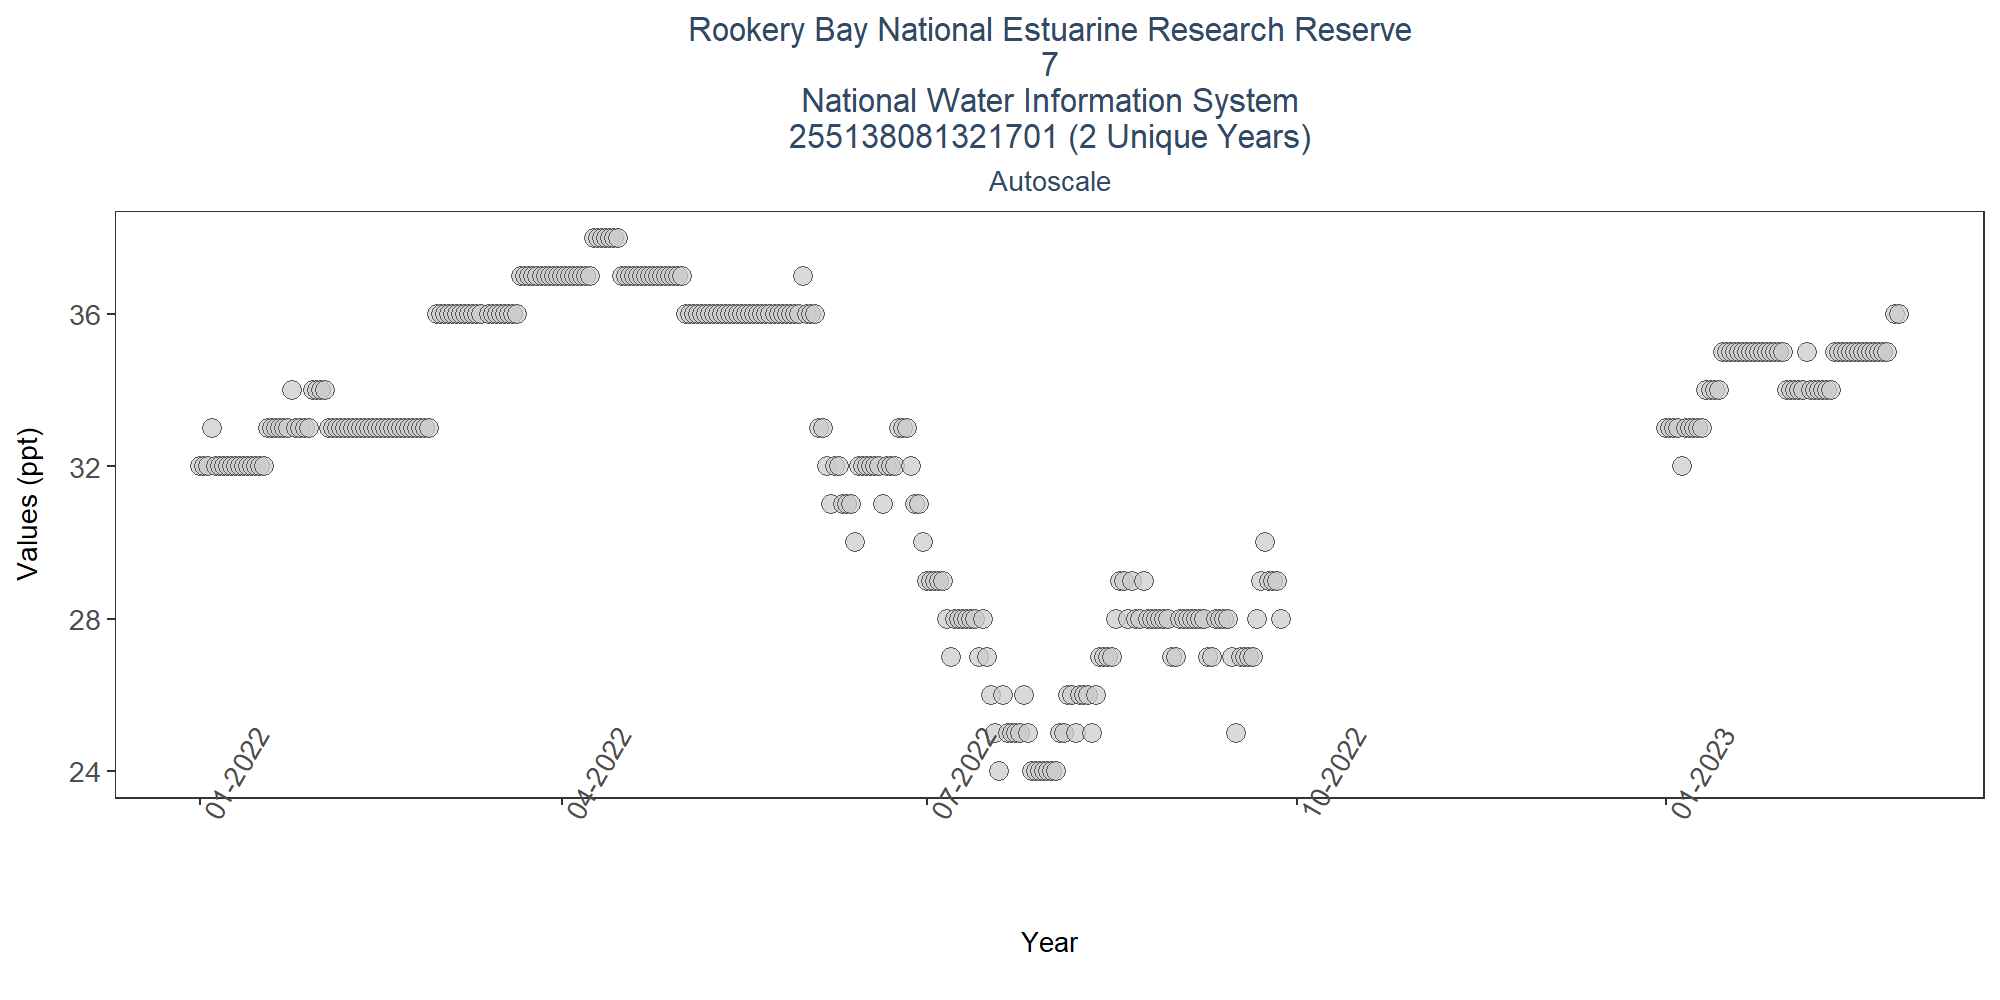 Rookery Bay National Estuarine Research Reserve
7
National Water Information System
255138081321701 (2 Unique Years)
Autoscale
Values (ppt)
36
32
28
24
01-2022
04-2022
07-2022
10-2022
01-2023
Year